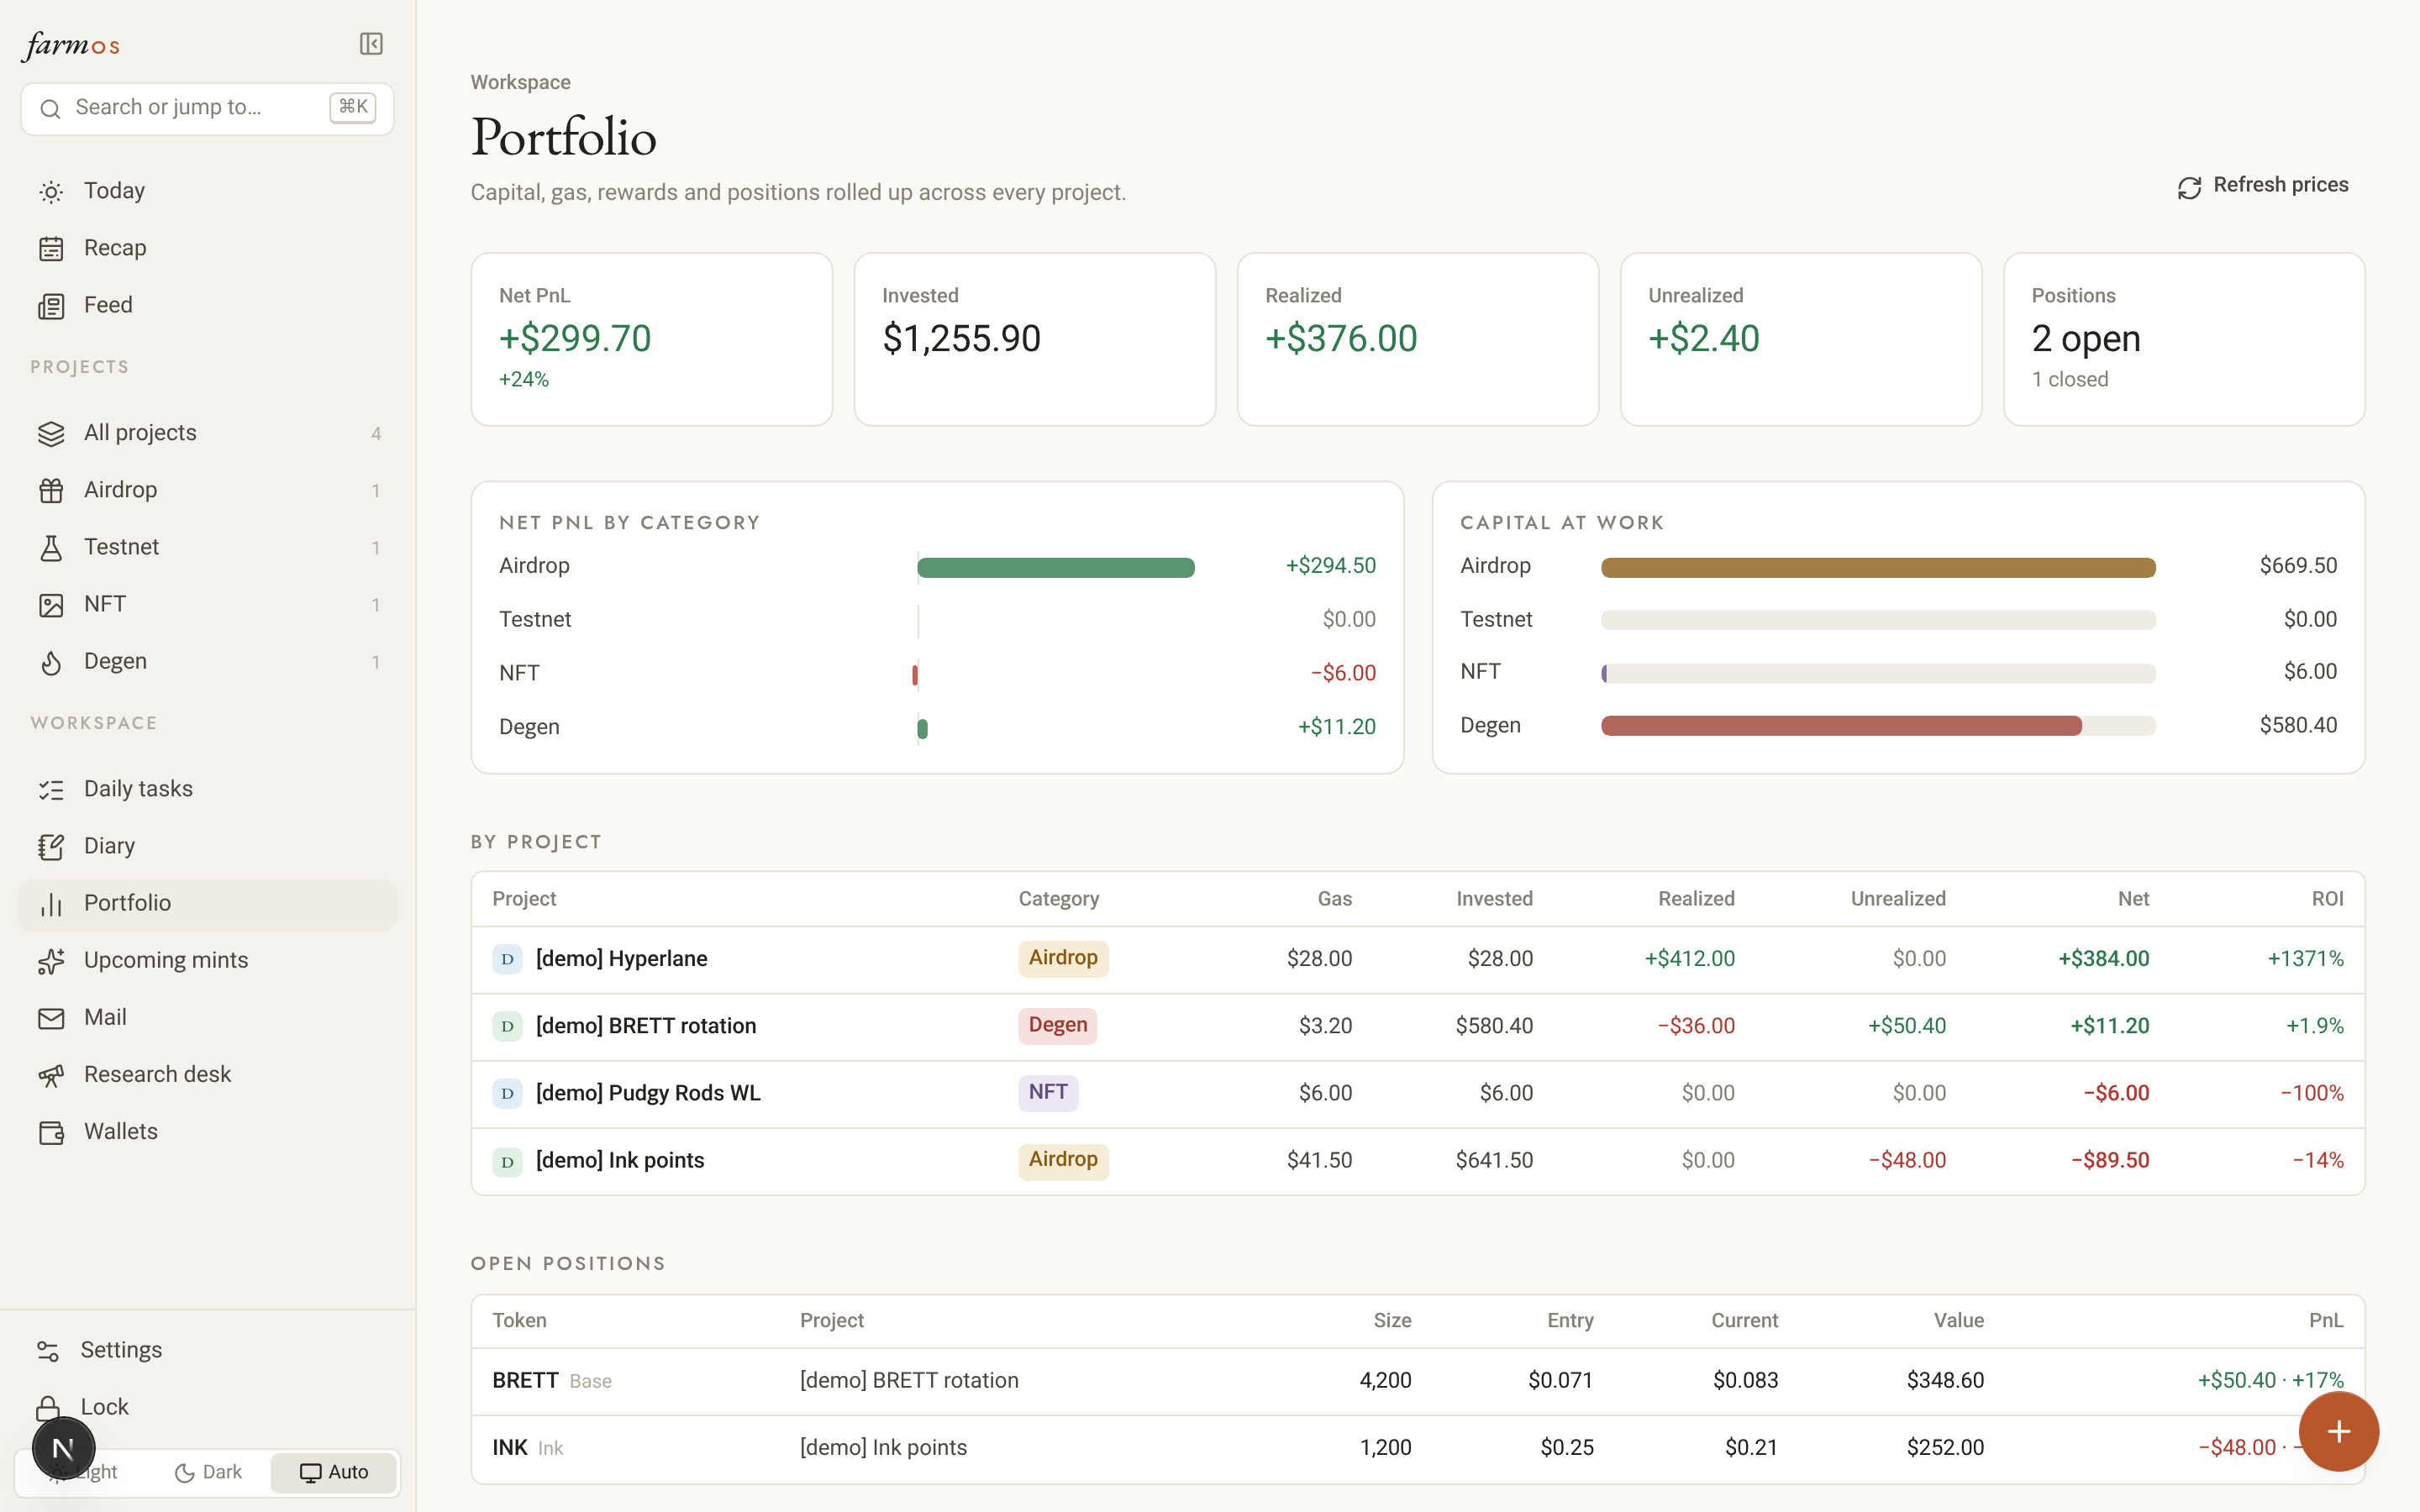 farmos
Search or jump to... ⌘K
Today
Recap
Feed
PROJECTS
All projects 4
Airdrop 1
Testnet 1
NFT 1
Degen 1
WORKSPACE
Daily tasks
Diary
Portfolio
Upcoming mints
Mail
Research desk
Wallets
Settings
Lock
N
Light Dark Auto
Workspace
Portfolio
Capital, gas, rewards and positions rolled up across every project.
Refresh prices
Net PnL
+$299.70
+24%
Invested
$1,255.90
Realized
+$376.00
Unrealized
+$2.40
Positions
2 open
1 closed
NET PNL BY CATEGORY
Airdrop +$294.50
Testnet $0.00
NFT −$6.00
Degen +$11.20
CAPITAL AT WORK
Airdrop $669.50
Testnet $0.00
NFT $6.00
Degen $580.40
BY PROJECT
Project Category Gas Invested Realized Unrealized Net ROI
D [demo] Hyperlane Airdrop $28.00 $28.00 +$412.00 $0.00 +$384.00 +1371%
D [demo] BRETT rotation Degen $3.20 $580.40 −$36.00 +$50.40 +$11.20 +1.9%
D [demo] Pudgy Rods WL NFT $6.00 $6.00 $0.00 $0.00 −$6.00 −100%
D [demo] Ink points Airdrop $41.50 $641.50 $0.00 −$48.00 −$89.50 −14%
OPEN POSITIONS
Token Project Size Entry Current Value PnL
BRETT Base [demo] BRETT rotation 4,200 $0.071 $0.083 $348.60 +$50.40 · +17%
INK Ink [demo] Ink points 1,200 $0.25 $0.21 $252.00 −$48.00 ·